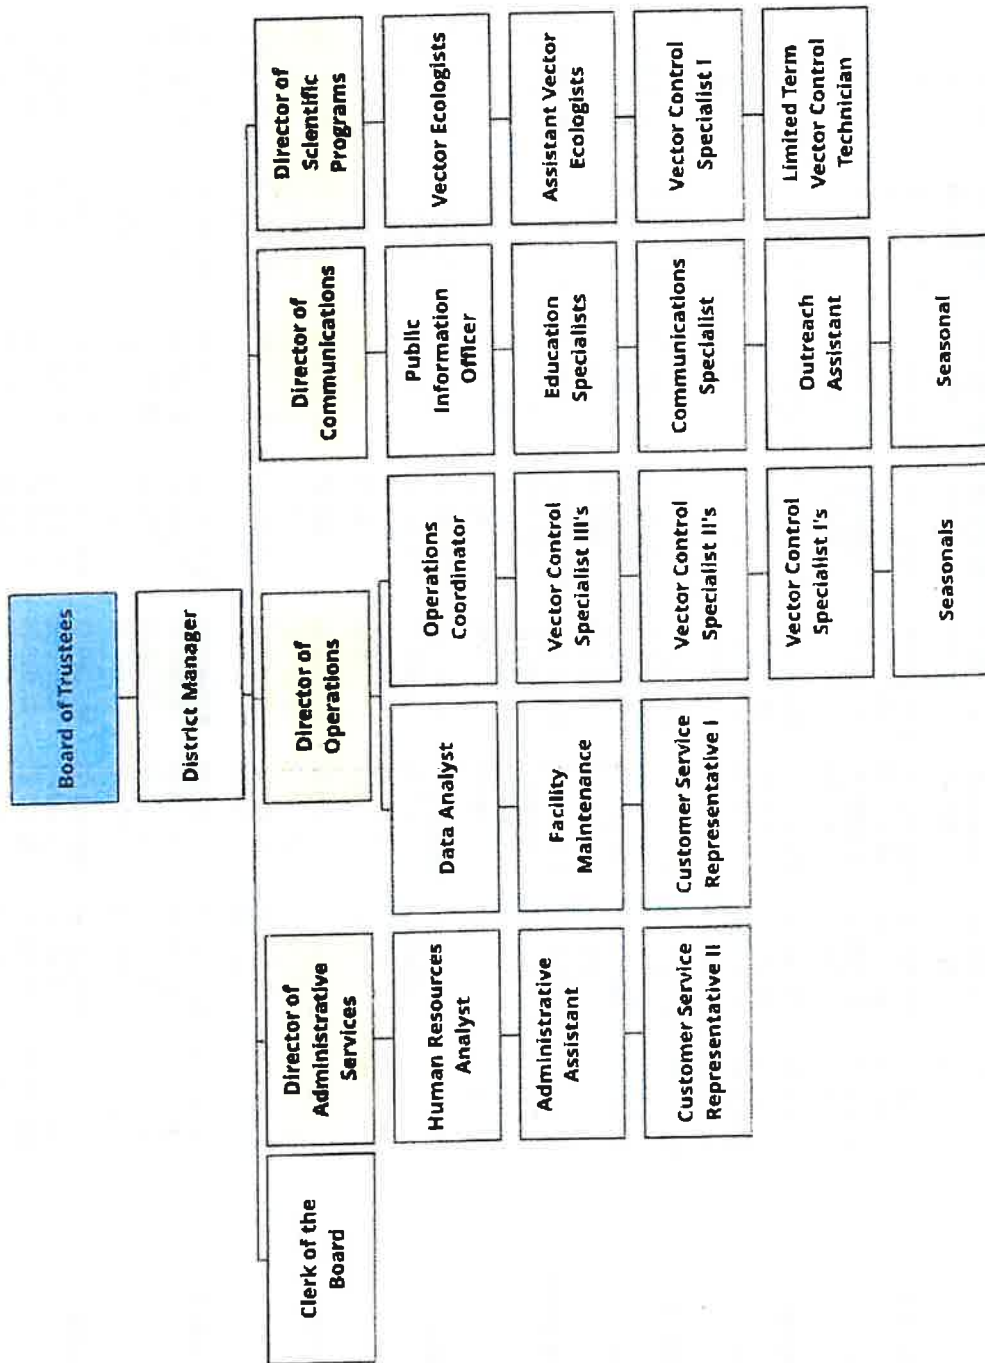 Board of Trustees
District Manager
Clerk of the
Board
Director of
Administrative
Services
Human Resources
Analyst
Administrative
Assistant
Customer Service
Representative II
Director of
Operations
Data Analyst
Facility
Maintenance
Customer Service
Representative I
Operations
Coordinator
Vector Control
Specialist III's
Vector Control
Specialist II's
Vector Control
Specialist I's
Seasonals
Director of
Communications
Public
Information
Officer
Education
Specialists
Communications
Specialist
Outreach
Assistant
Seasonal
Director of
Scientific
Programs
Vector Ecologists
Assistant Vector
Ecologists
Vector Control
Specialist I
Limited Term
Vector Control
Technician